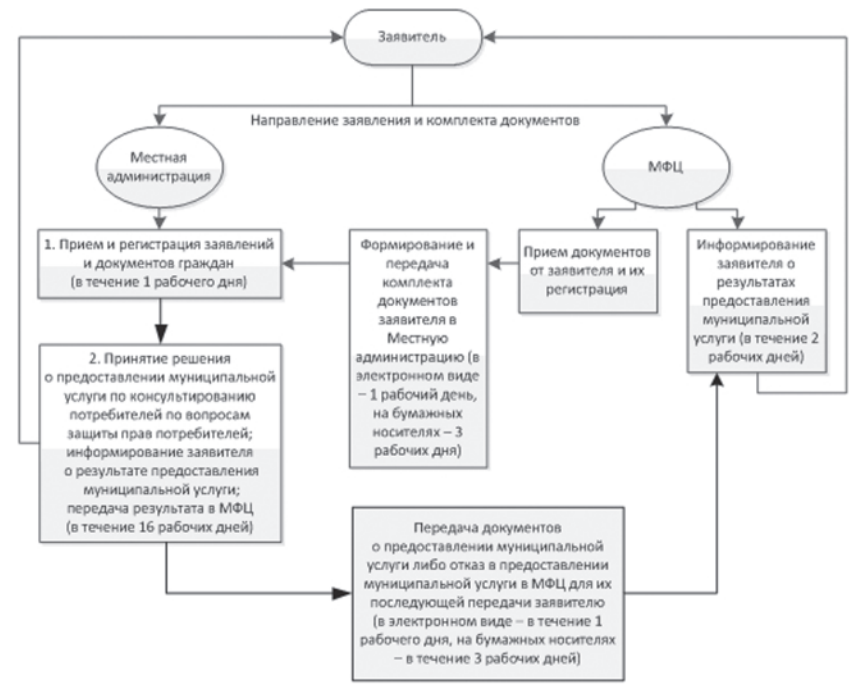 Заявитель
Направление заявления и комплекта документов
Местная
администрация
МФЦ
1. Прием и регистрация заявлений
и документов граждан
(в течение 1 рабочего дня)
Формирование и
передача
комплекта
документов
заявителя в
Местную
администрацию (в
электронном виде
– 1 рабочий день,
на бумажных
носителях – 3
рабочих дня)
Прием документов
от заявителя и их
регистрация
Информирование
заявителя о
результатах
предоставления
муниципальной
услуги (в течение 2
рабочих дней)
2. Принятие решения
о предоставлении муниципальной
услуги по консультированию
потребителей по вопросам
защиты прав потребителей;
информирование заявителя
о результате предоставления
муниципальной услуги;
передача результата в МФЦ
(в течение 16 рабочих дней)
Передача документов
о предоставлении муниципальной
услуги либо отказ в предоставлении
муниципальной услуги в МФЦ для их
последующей передачи заявителю
(в электронном виде – в течение 1
рабочего дня, на бумажных носителях
– в течение 3 рабочих дней)